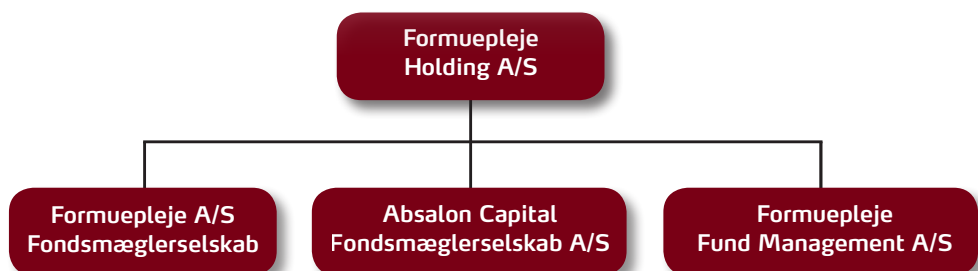 Formuepleje
Holding A/S
Formuepleje A/S
Fondsmæglerselskab
Absalon Capital
Fondsmæglerselskab A/S
Formuepleje
Fund Management A/S